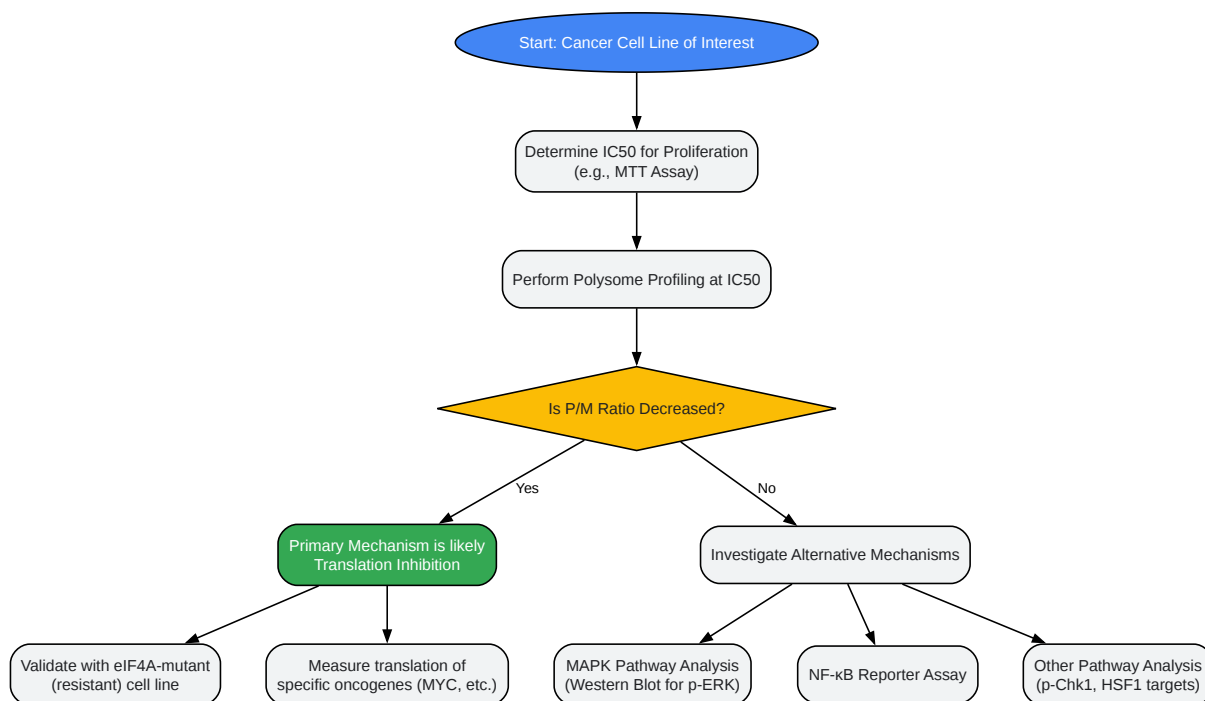 Start: Cancer Cell Line of Interest
Determine IC50 for Proliferation
(e.g., MTT Assay)
Perform Polysome Profiling at IC50
Is P/M Ratio Decreased?
Yes
No
Primary Mechanism is likely
Translation Inhibition
Investigate Alternative Mechanisms
Validate with eIF4A-mutant
(resistant) cell line
Measure translation of
specific oncogenes (MYC, etc.)
MAPK Pathway Analysis
(Western Blot for p-ERK)
NF-κB Reporter Assay
Other Pathway Analysis
(p-Chk1, HSF1 targets)